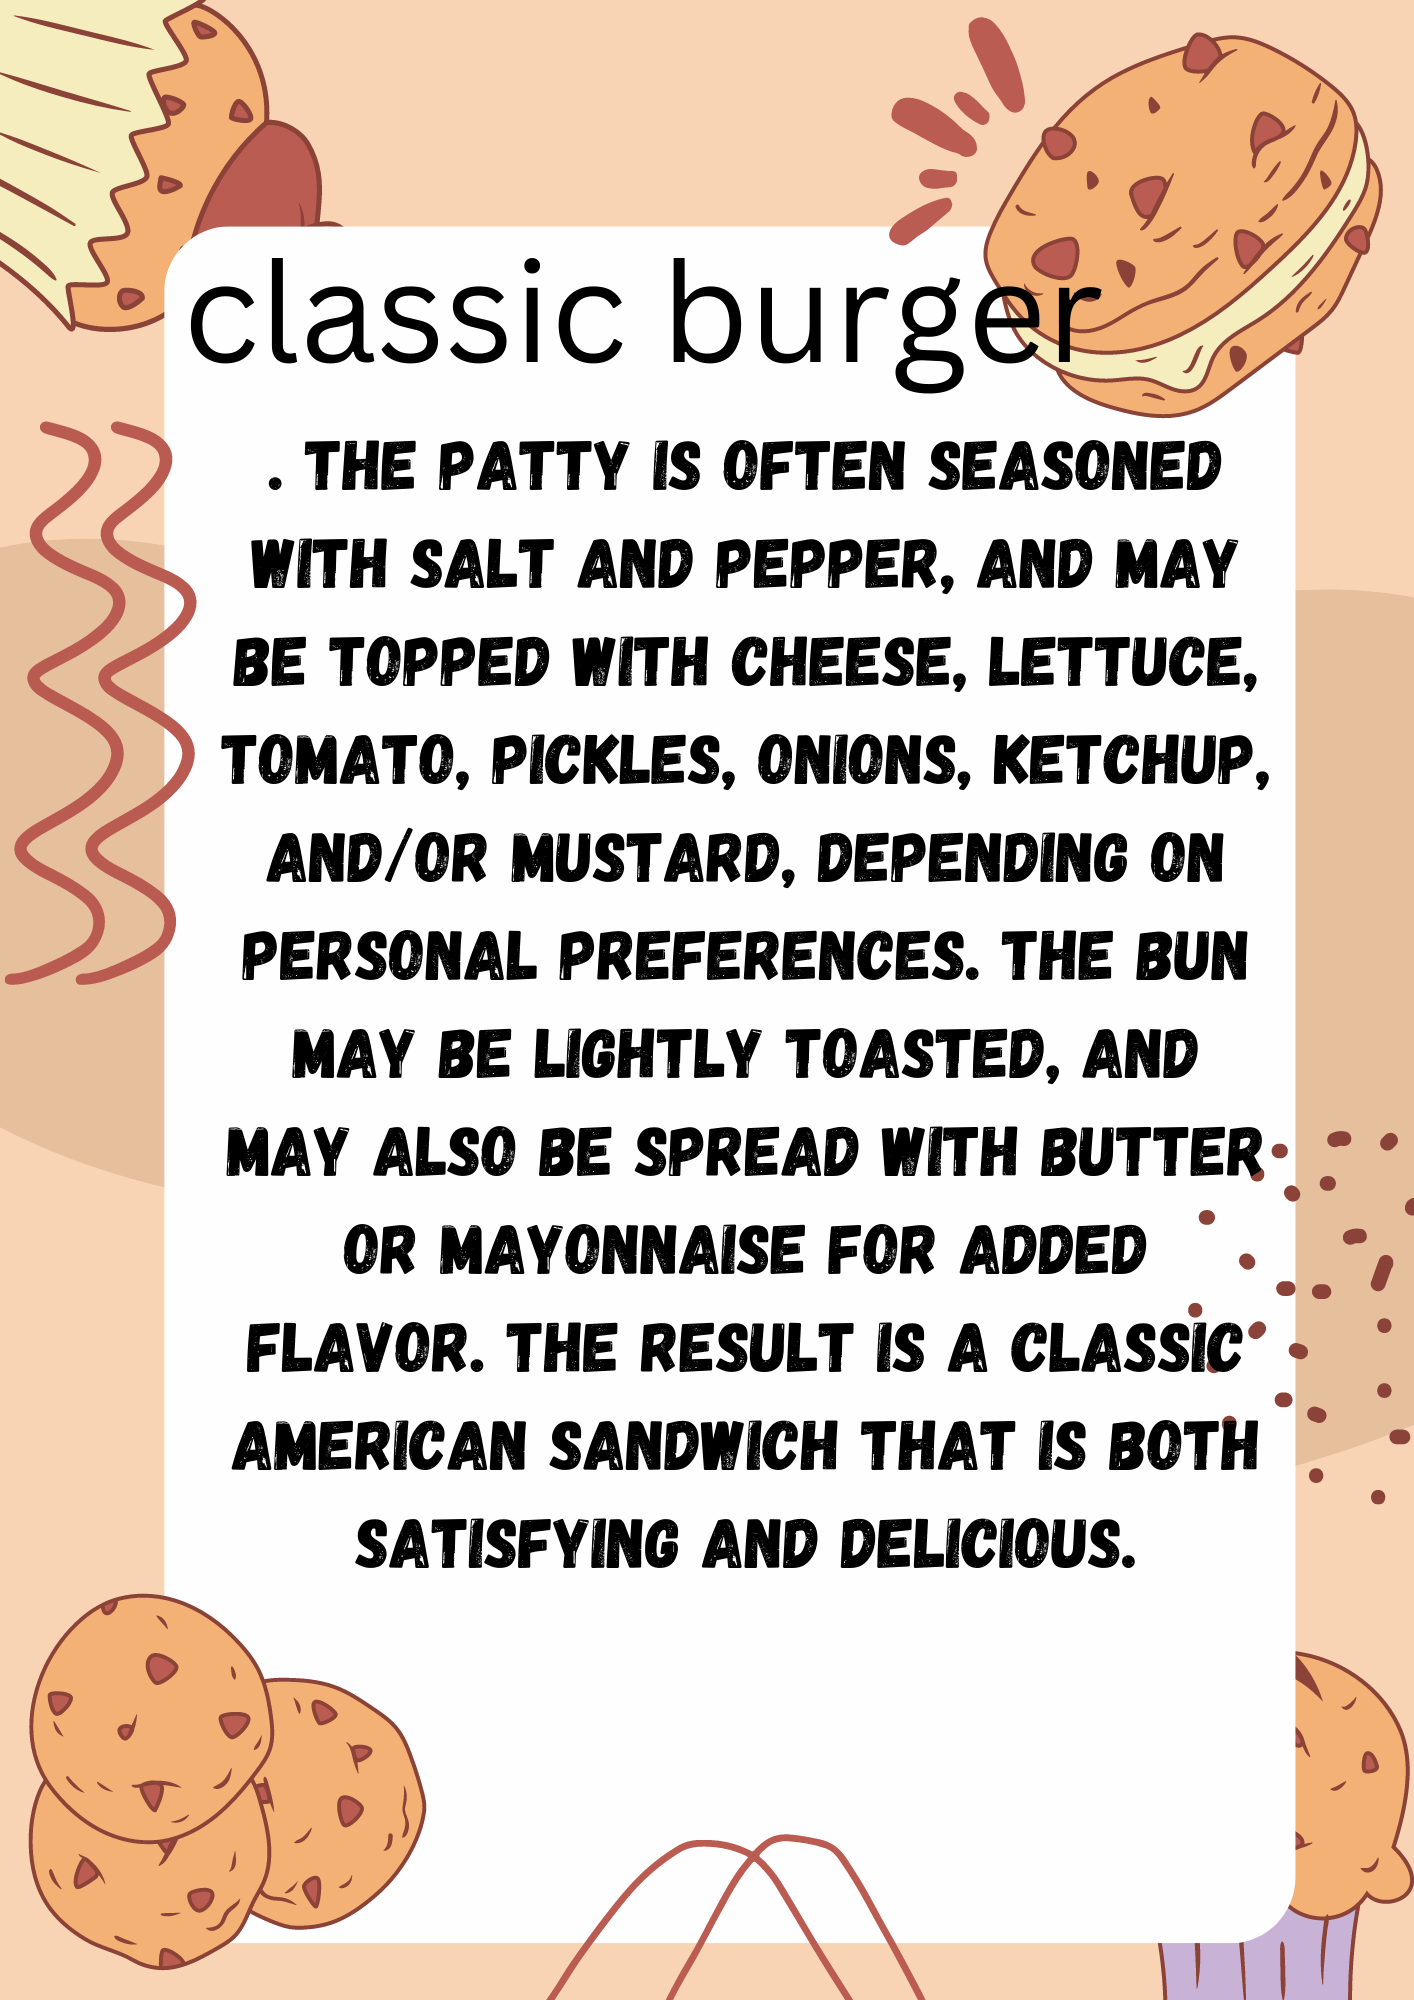 classic burger
. THE PATTY IS OFTEN SEASONED
WITH SALT AND PEPPER, AND MAY
BE TOPPED WITH CHEESE, LETTUCE,
TOMATO, PICKLES, ONIONS, KETCHUP,
AND/OR MUSTARD, DEPENDING ON
PERSONAL PREFERENCES. THE BUN
MAY BE LIGHTLY TOASTED, AND
MAY ALSO BE SPREAD WITH BUTTER
OR MAYONNAISE FOR ADDED
FLAVOR. THE RESULT IS A CLASSIC
AMERICAN SANDWICH THAT IS BOTH
SATISFYING AND DELICIOUS.